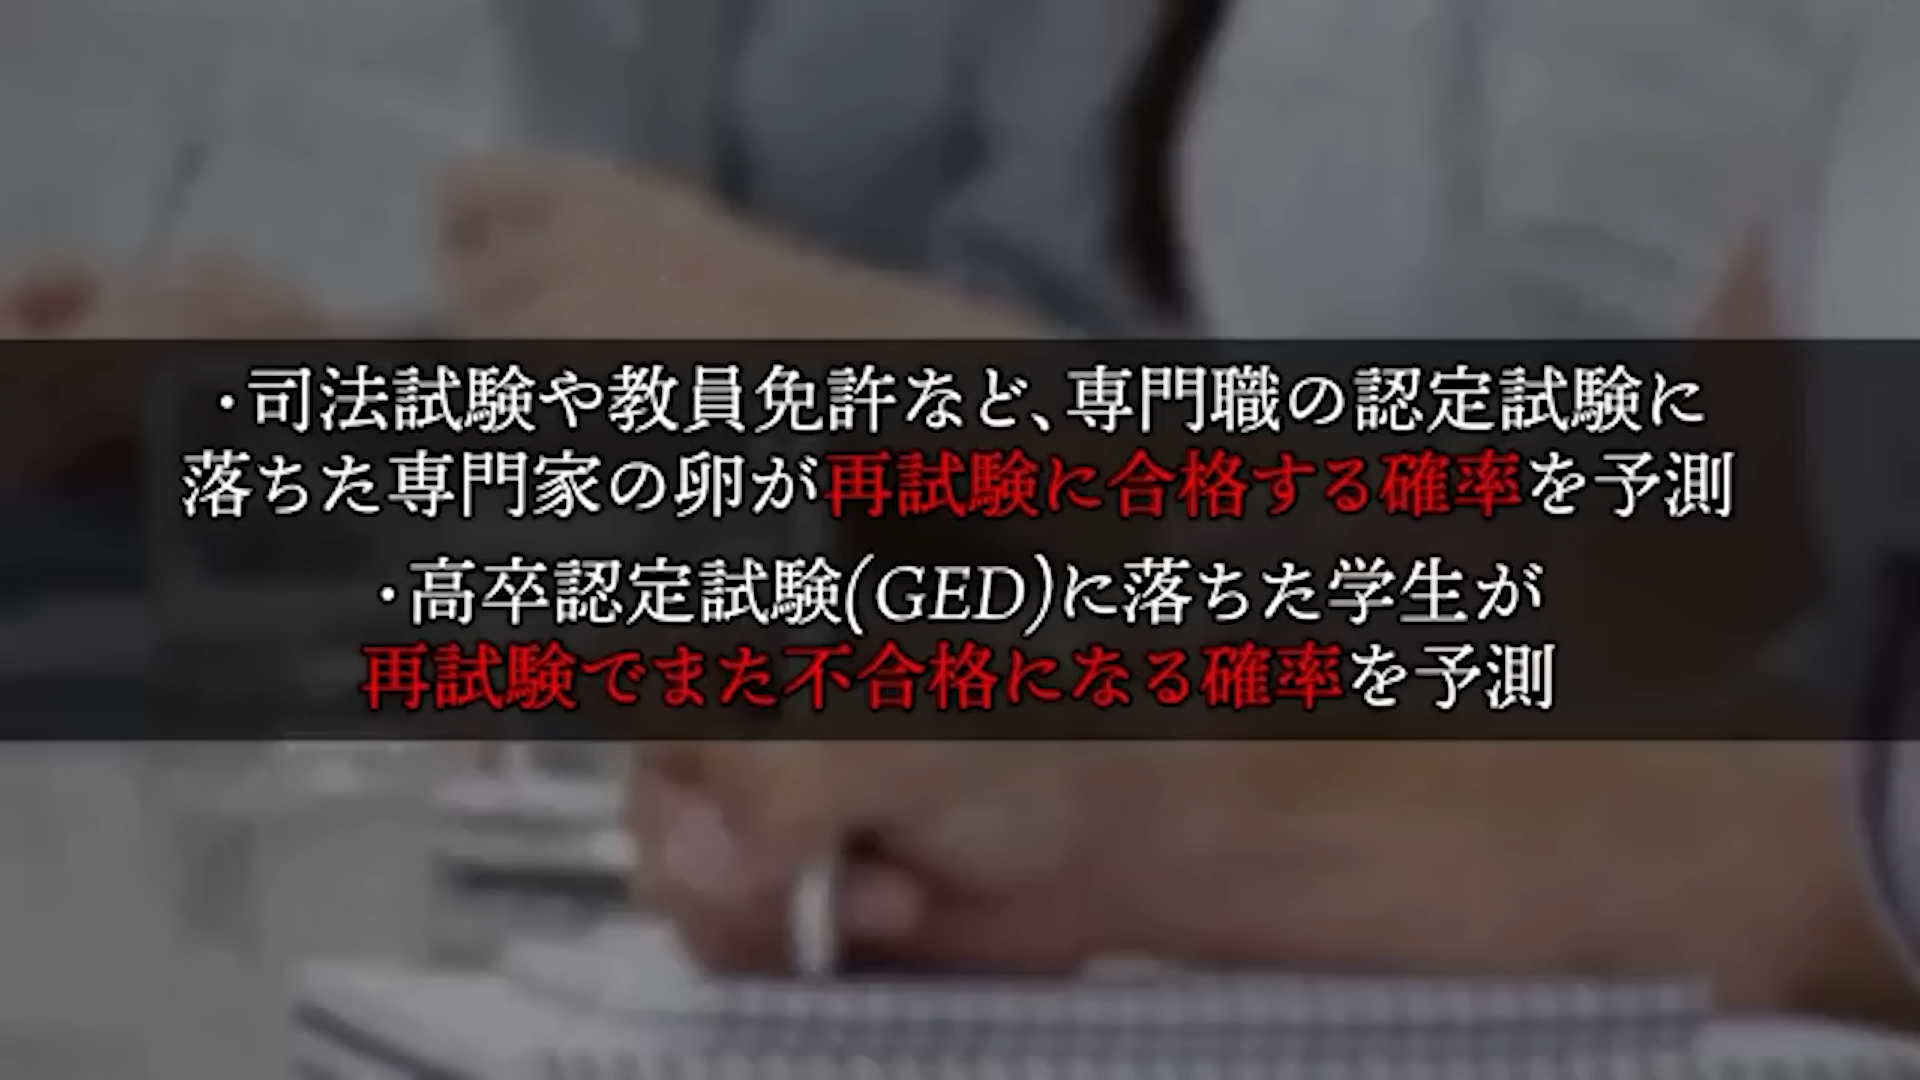 ・司法試験や教員免許など、専門職の認定試験に
落ちた専門家の卵が再試験に合格する確率を予測
・高卒認定試験(GED)に落ちた学生が
再試験でまた不合格になる確率を予測